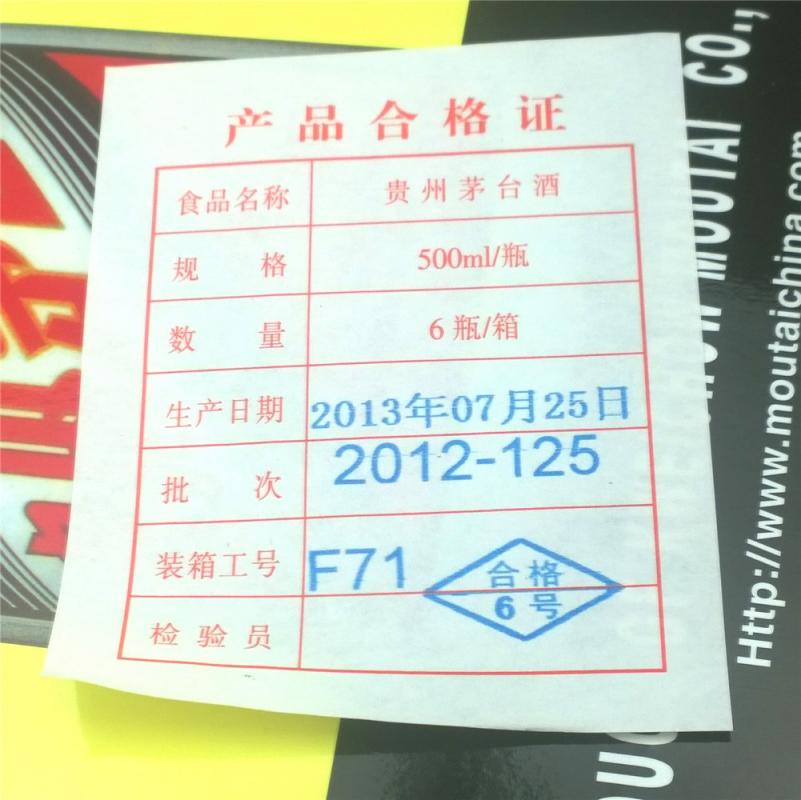 产品合格证
食品名称 贵州茅台酒
规 格 500ml/瓶
数 量 6 瓶/箱
生产日期 2013年07月25日
批 次 2012-125
装箱工号 F71
合格
6 号
检 验 员
MOUTAI CO.,
Http://www.moutaichina.com